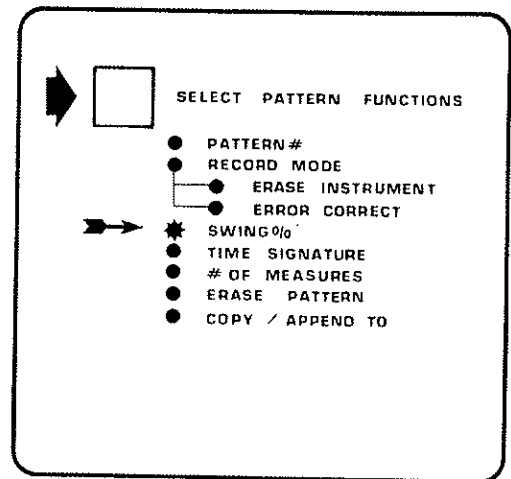 SELECT PATTERN FUNCTIONS
PATTERN#
RECORD MODE
ERASE INSTRUMENT
ERROR CORRECT
SWING%
TIME SIGNATURE
# OF MEASURES
ERASE PATTERN
COPY / APPEND TO